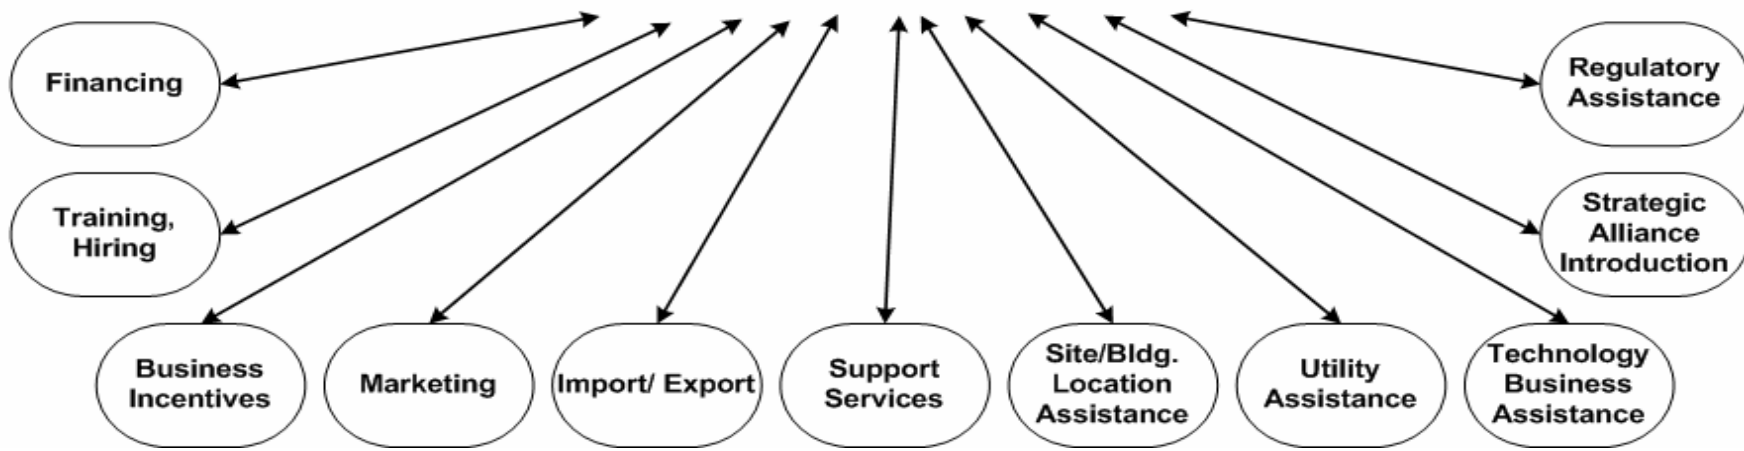 Financing
Regulatory
Assistance
Training,
Hiring
Strategic
Alliance
Introduction
Business
Incentives
Marketing
Import/ Export
Support
Services
Site/Bldg.
Location
Assistance
Utility
Assistance
Technology
Business
Assistance